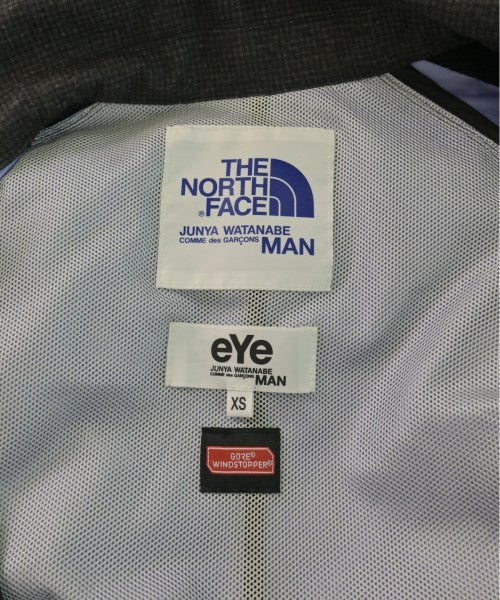 THE
NORTH
®FACE
JUNYA WATANABE
COMME des GARÇONS MAN
eYe
JUNYA WATANABE
COMME des GARÇONS MAN
XS
GORE®
WINDSTOPPER®